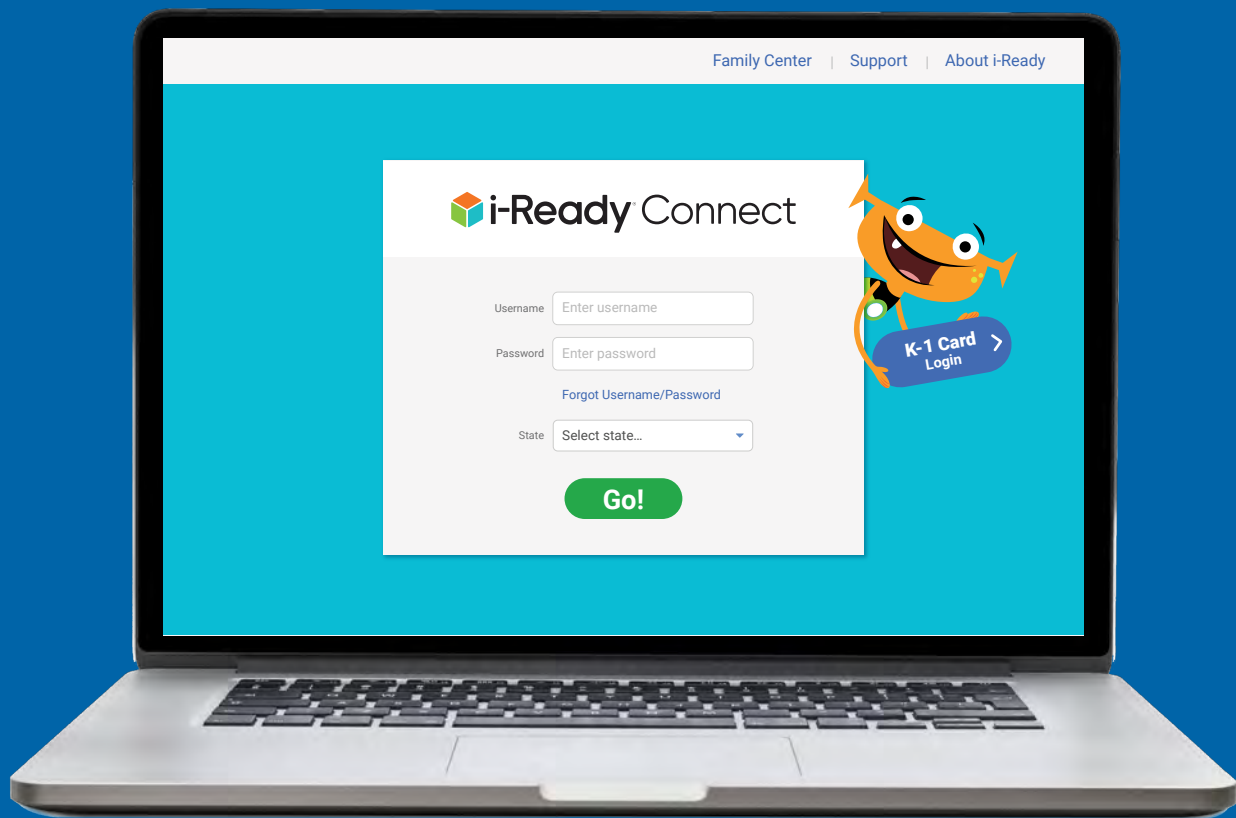 Family Center | Support | About i-Ready
i-Ready Connect
Username Enter username
Password Enter password
Forgot Username/Password
State Select state...
Go!
K-1 Card
Login